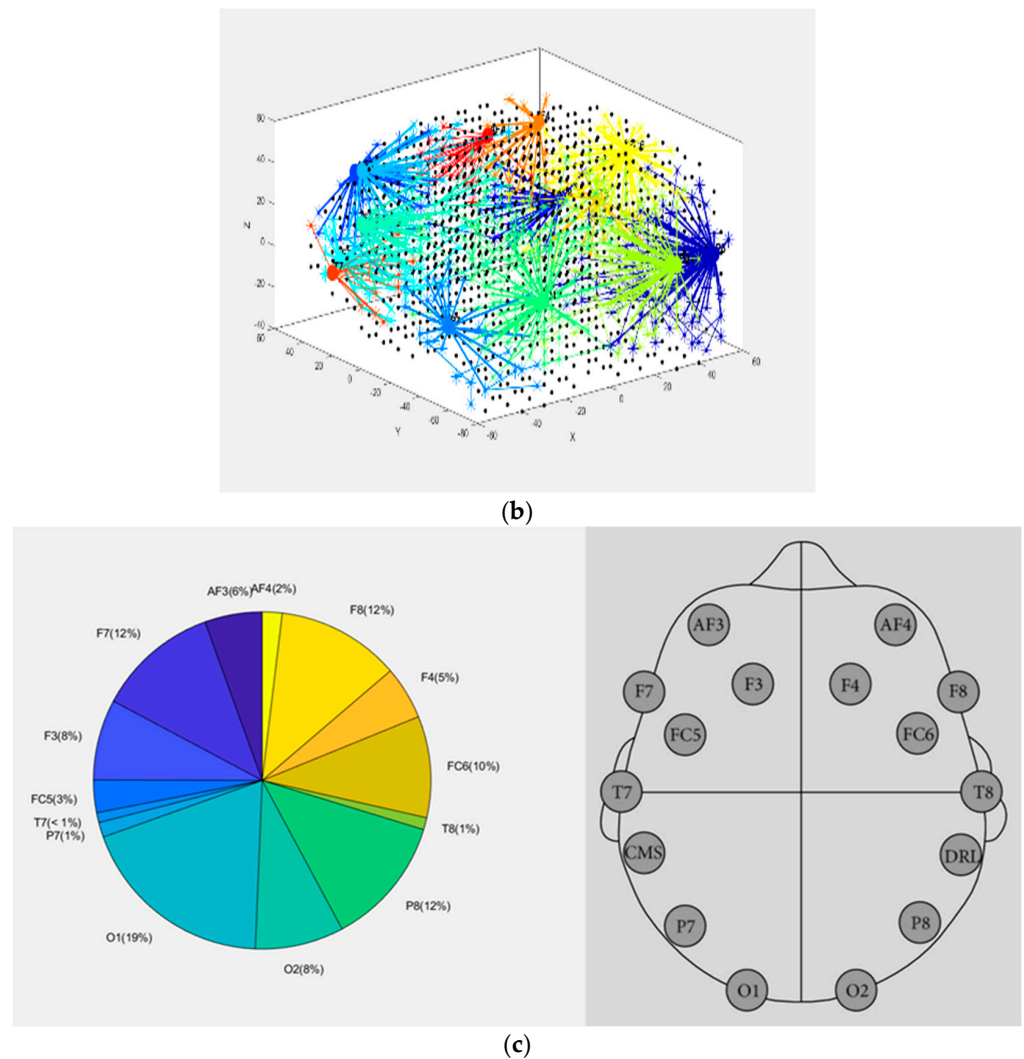 60
40
20
Z
0
-20
-40
60
40
20
0
-20
-40
-60
-80
Y
-60
-40
-20
0
20
40
60
X
(b)
AF3(6%) AF4(2%)
F7(12%) F8(12%)
F4(5%)
F3(8%)
FC6(10%)
FC5(3%)
T7(< 1%)
T8(1%)
P7(1%)
P8(12%)
O1(19%)
O2(8%)
AF3 AF4
F7 F3 F4 F8
FC5 FC6
T7 T8
CMS DRL
P7 P8
O1 O2
(c)